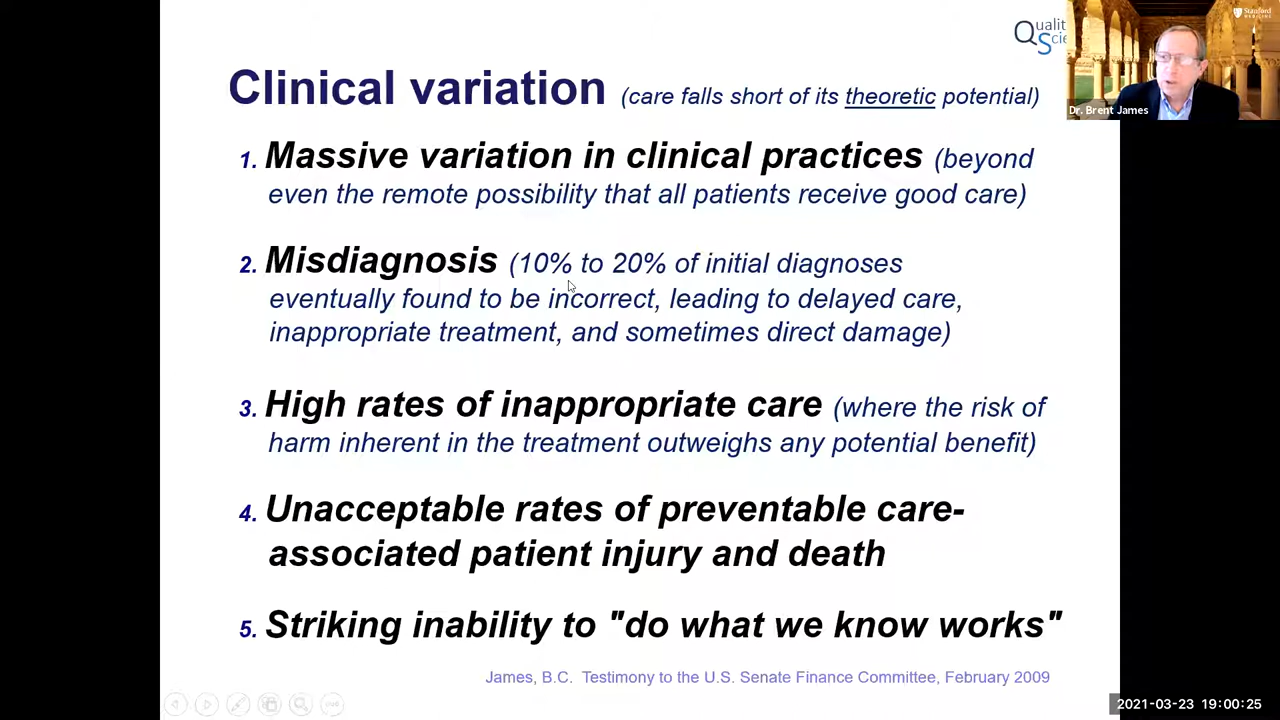 Qualit
Scie
Stanford
MEDICINE
Dr. Brent James
Clinical variation (care falls short of its theoretic potential)
1. Massive variation in clinical practices (beyond
even the remote possibility that all patients receive good care)
2. Misdiagnosis (10% to 20% of initial diagnoses
eventually found to be incorrect, leading to delayed care,
inappropriate treatment, and sometimes direct damage)
3. High rates of inappropriate care (where the risk of
harm inherent in the treatment outweighs any potential benefit)
4. Unacceptable rates of preventable care-
associated patient injury and death
5. Striking inability to "do what we know works"
James, B.C. Testimony to the U.S. Senate Finance Committee, February 2009
2021-03-23 19:00:25